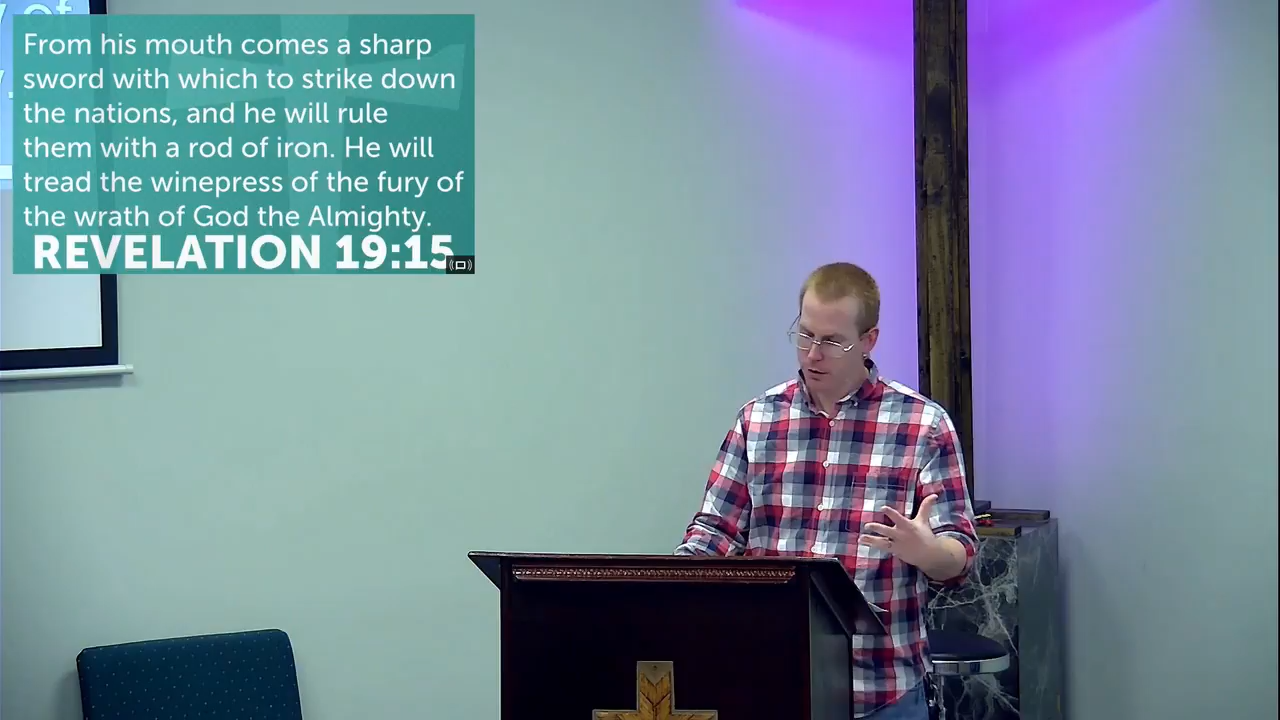 y of
y.
From his mouth comes a sharp
sword with which to strike down
the nations, and he will rule
them with a rod of iron. He will
tread the winepress of the fury of
the wrath of God the Almighty.
REVELATION 19:15